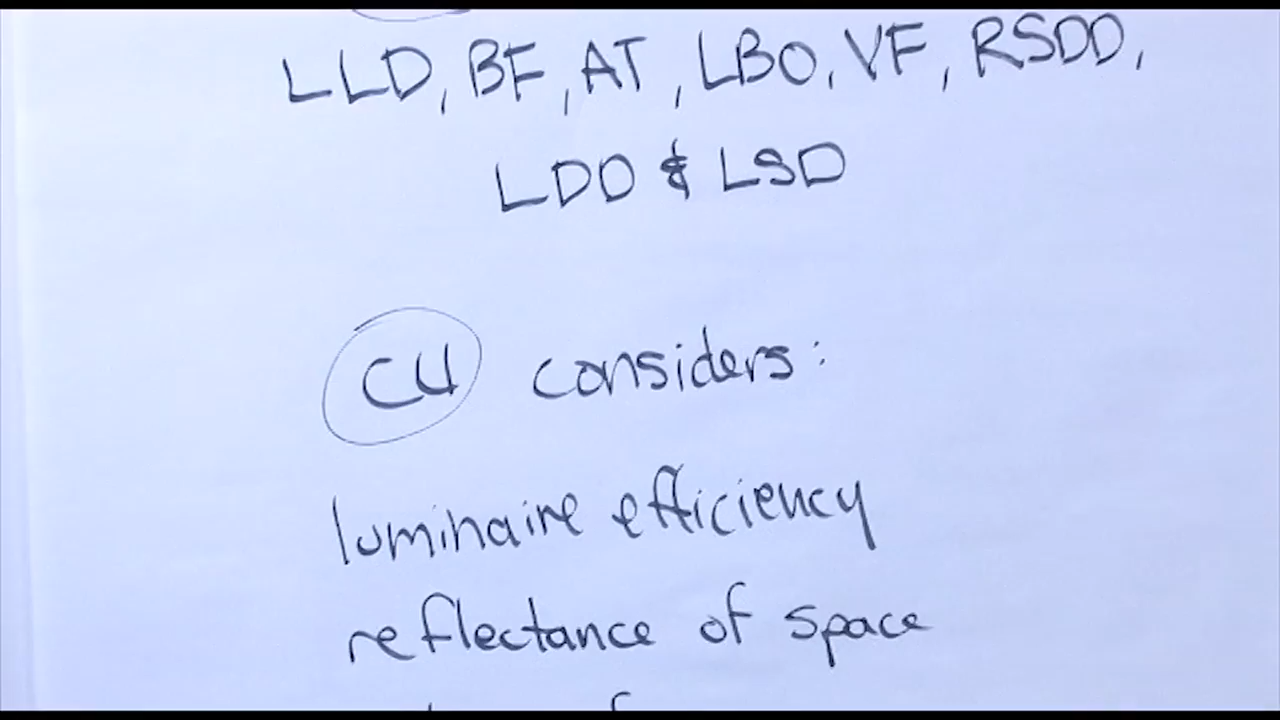 LLD, BF, AT, LBO, VF, RSDD,
LDD & LSD
CU considers:
luminaire efficiency
reflectance of space